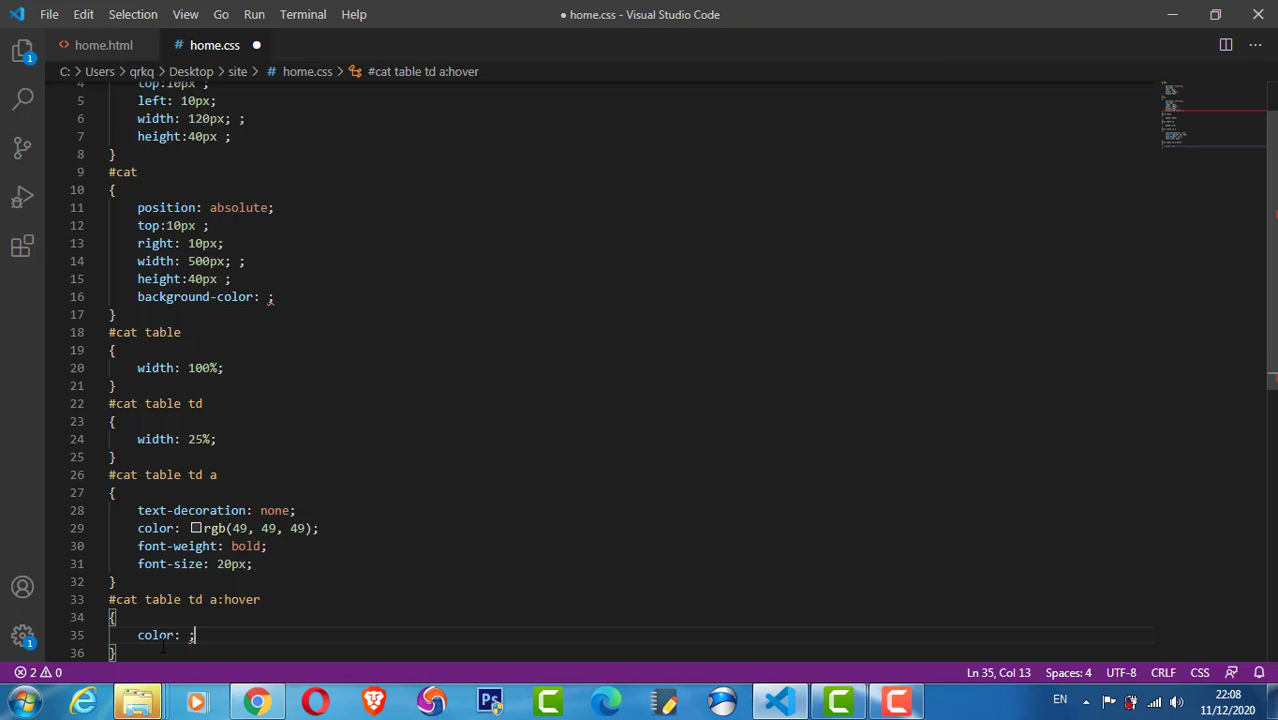 File Edit Selection View Go Run Terminal Help
● home.css - Visual Studio Code
home.html
# home.css ●
C: > Users > qrkq > Desktop > site > # home.css > #cat table td a:hover
4 top:10px ;
5 left: 10px;
6 width: 120px; ;
7 height:40px ;
8 }
9 #cat
10 {
11 position: absolute;
12 top:10px ;
13 right: 10px;
14 width: 500px; ;
15 height:40px ;
16 background-color: ;
17 }
18 #cat table
19 {
20 width: 100%;
21 }
22 #cat table td
23 {
24 width: 25%;
25 }
26 #cat table td a
27 {
28 text-decoration: none;
29 color: rgb(49, 49, 49);
30 font-weight: bold;
31 font-size: 20px;
32 }
33 #cat table td a:hover
34 {
35 color: ;
36 }
1
1
2 0
Ln 35, Col 13 Spaces: 4 UTF-8 CRLF CSS
Ps
EN
22:08
11/12/2020